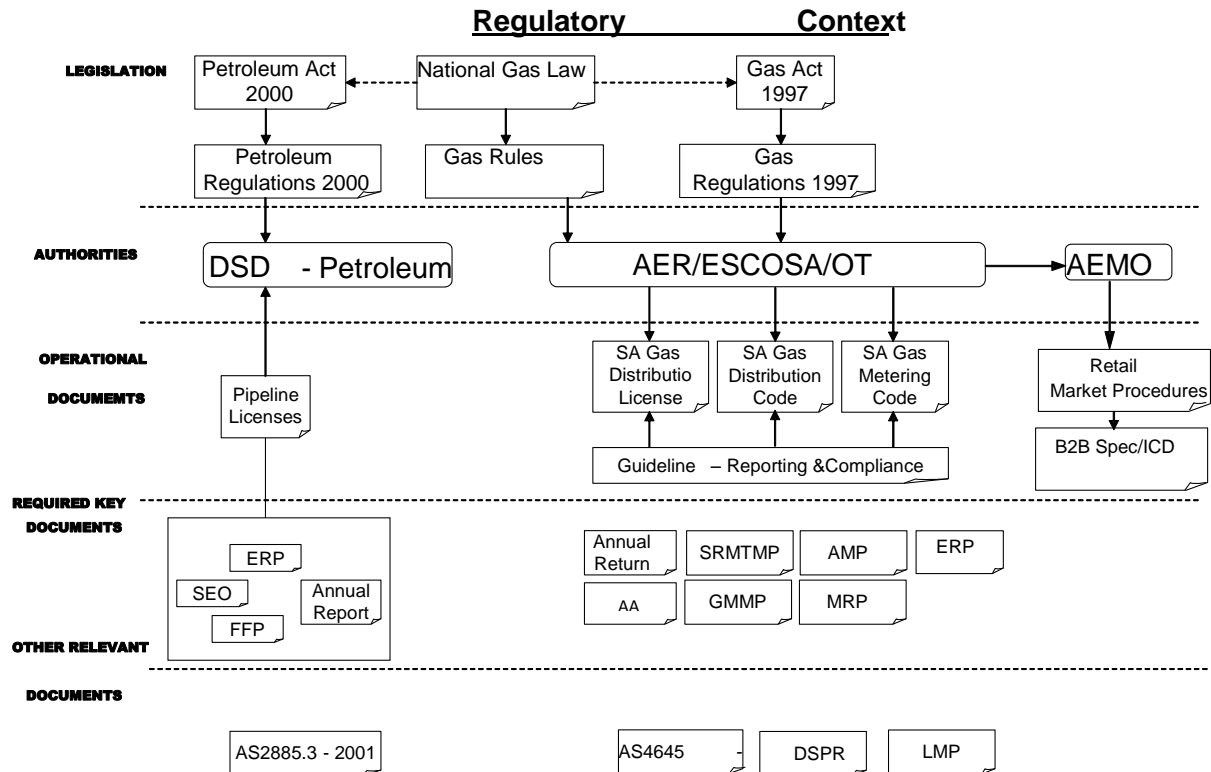 Regulatory Context
LEGISLATION
Petroleum Act
2000
National Gas Law
Gas Act
1997
Petroleum
Regulations 2000
Gas Rules
Gas
Regulations 1997
AUTHORITIES
DSD - Petroleum
AER/ESCOSA/OT
AEMO
OPERATIONAL
DOCUMEMTS
Pipeline
Licenses
SA Gas
Distributio
License
SA Gas
Distribution
Code
SA Gas
Metering
Code
Retail
Market Procedures
Guideline – Reporting &Compliance
B2B Spec/ICD
REQUIRED KEY
DOCUMENTS
ERP
SEO
Annual
Report
FFP
Annual
Return
SRMTMP
AMP
ERP
AA
GMMP
MRP
OTHER RELEVANT
DOCUMENTS
AS2885.3 - 2001
AS4645 -
DSPR
LMP